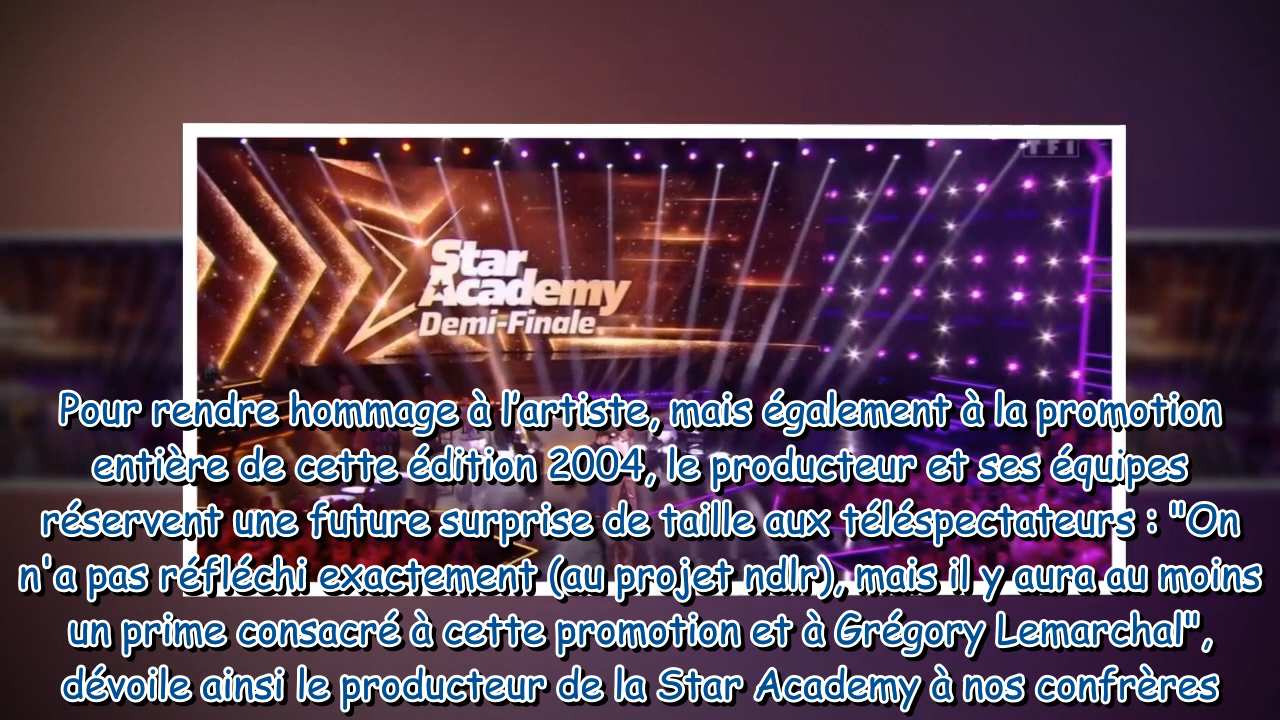 TF1
Star
Academy
Demi-Finale
Pour rendre hommage à l’artiste, mais également à la promotion
entière de cette édition 2004, le producteur et ses équipes
réservent une future surprise de taille aux téléspectateurs : "On
n'a pas réfléchi exactement (au projet ndlr), mais il y aura au moins
un prime consacré à cette promotion et à Grégory Lemarchal",
dévoile ainsi le producteur de la Star Academy à nos confrères